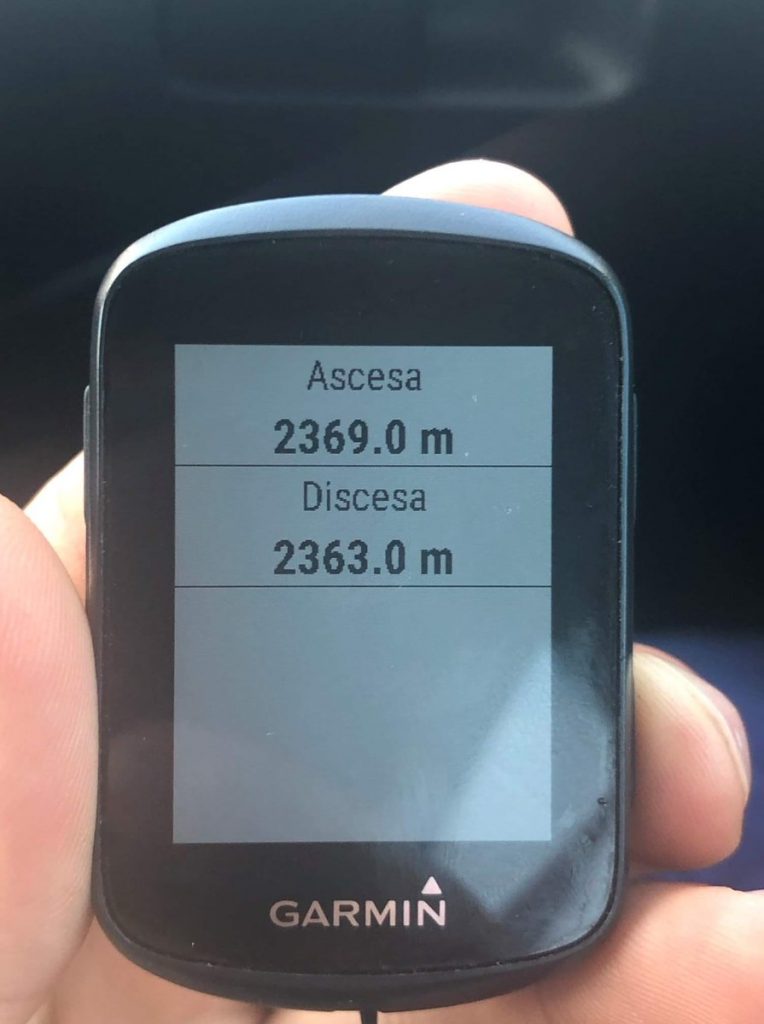 Ascesa
2369.0 m
Discesa
2363.0 m
GARMIN